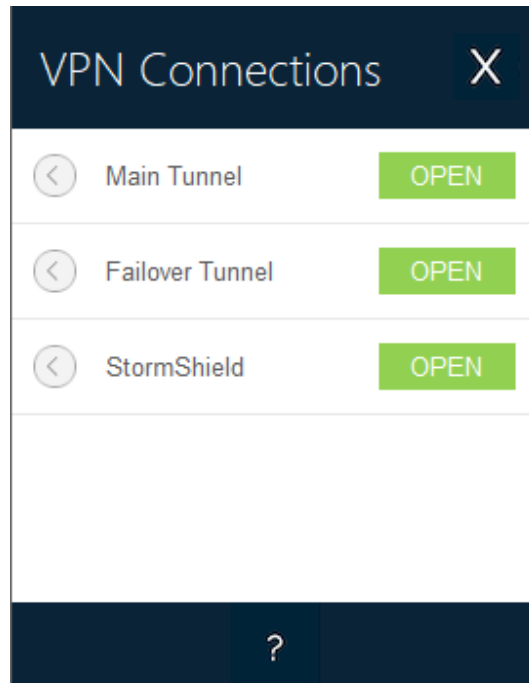 VPN Connections X
Main Tunnel OPEN
Failover Tunnel OPEN
StormShield OPEN
?